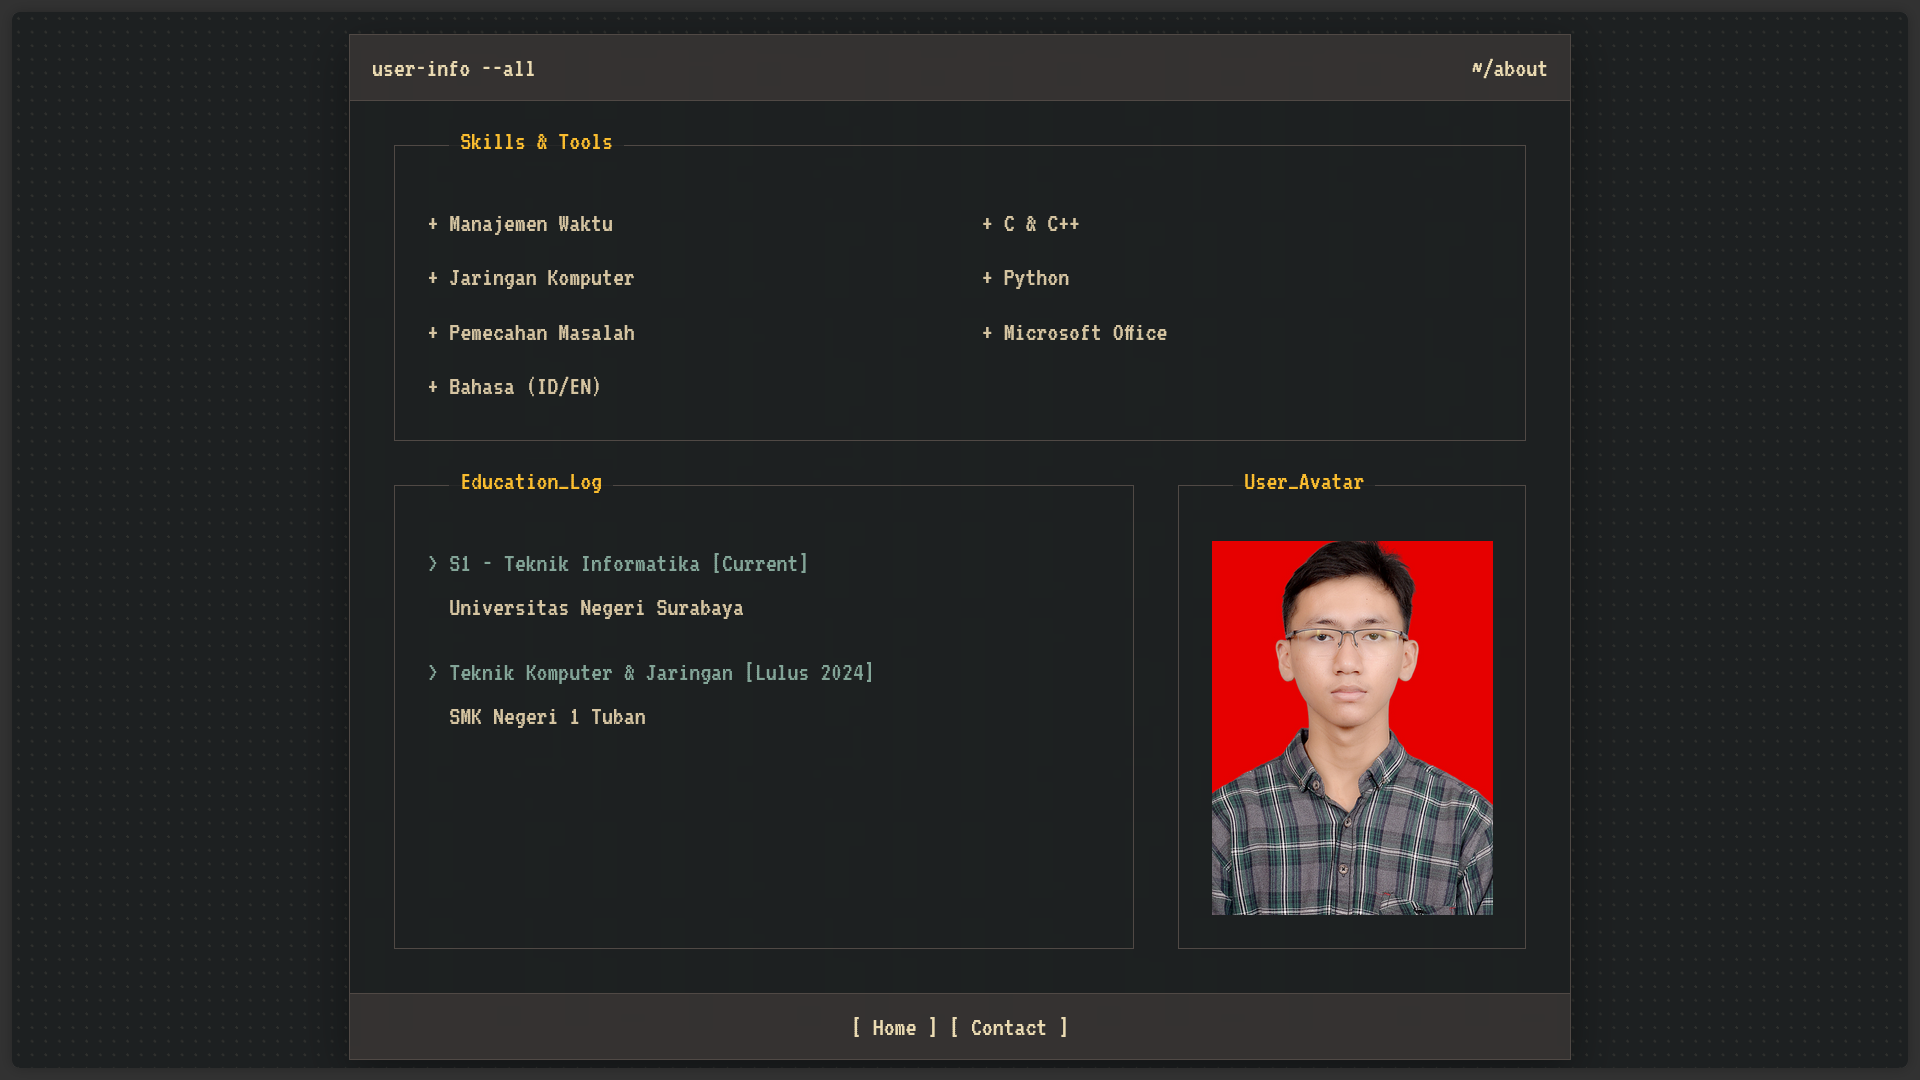 user-info --all
~/about
Skills & Tools
+ Manajemen Waktu
+ C & C++
+ Jaringan Komputer
+ Python
+ Pemecahan Masalah
+ Microsoft Office
+ Bahasa (ID/EN)
Education_Log
> S1 - Teknik Informatika [Current]
Universitas Negeri Surabaya
> Teknik Komputer & Jaringan [Lulus 2024]
SMK Negeri 1 Tuban
User_Avatar
[ Home ] [ Contact ]